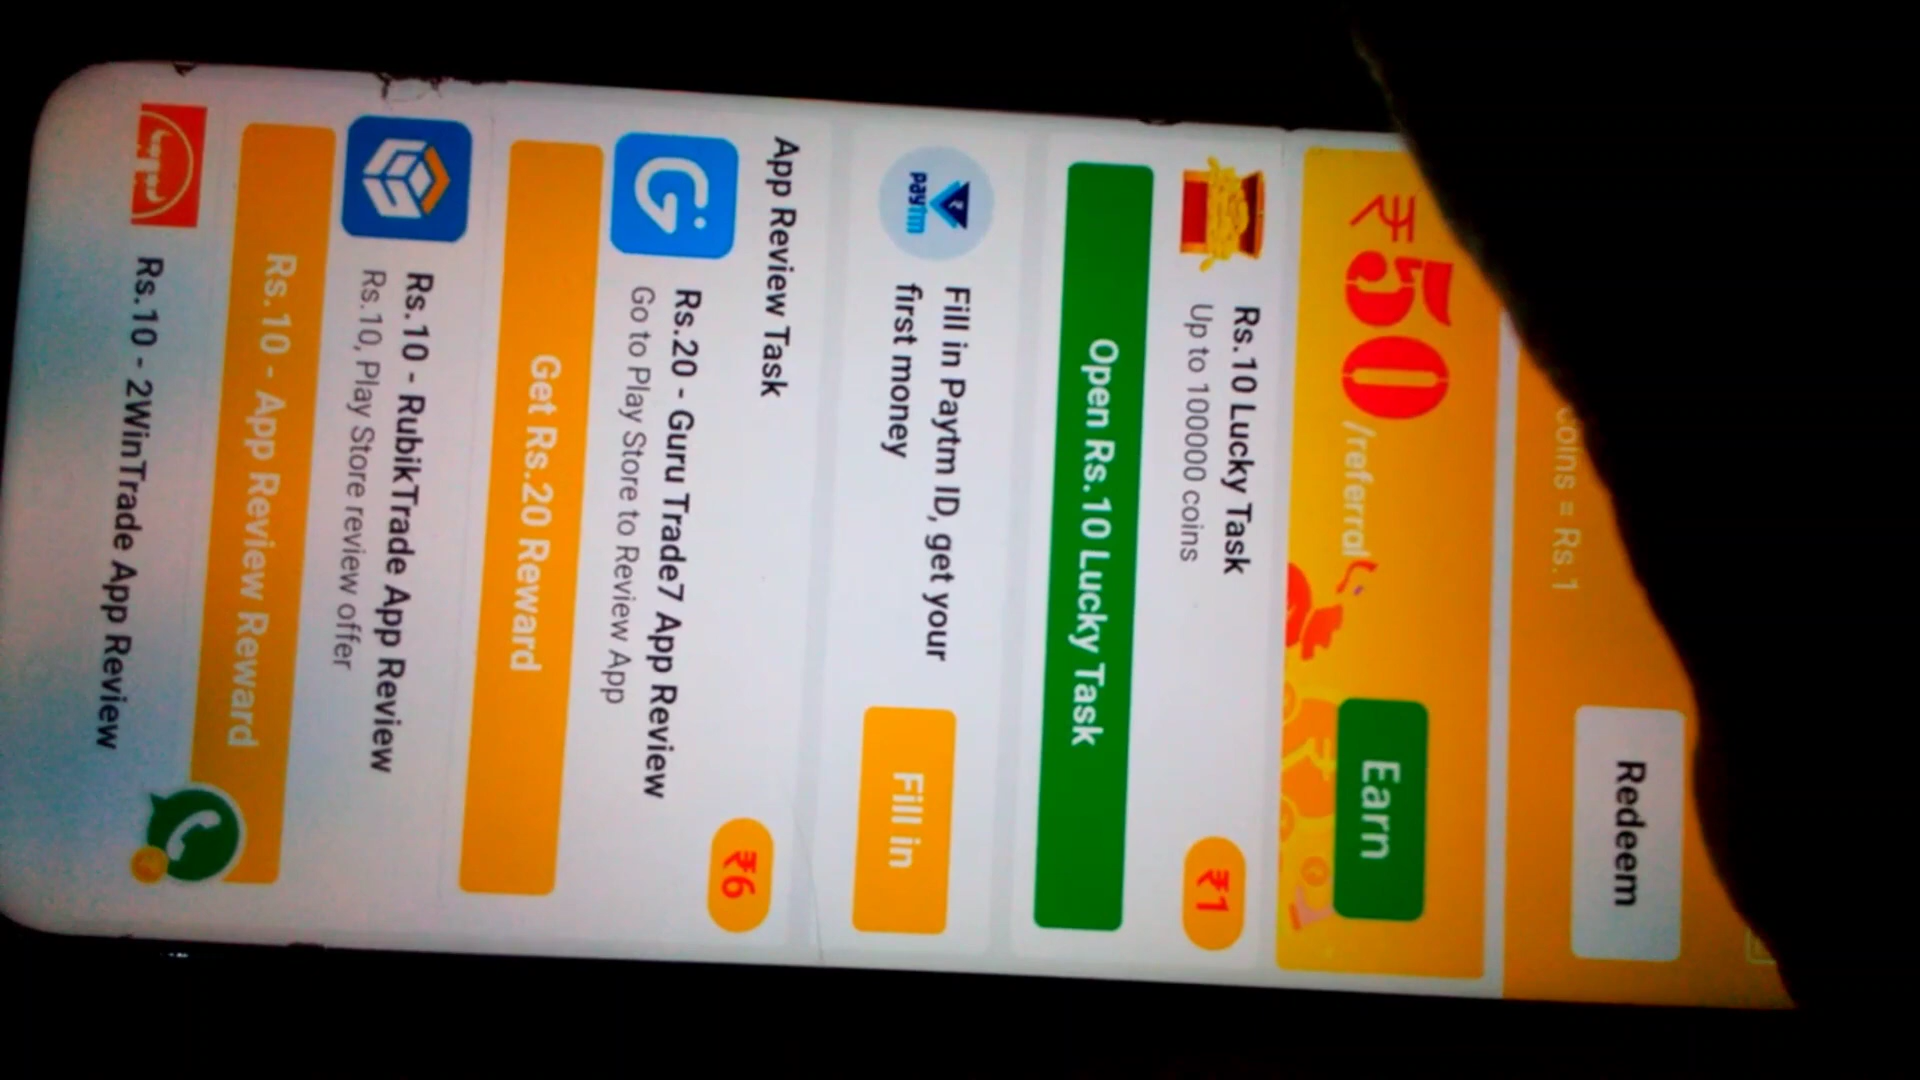 coins = Rs.1
Redeem
₹50 /referral
Earn
Rs.10 Lucky Task
Up to 100000 coins
₹1
Open Rs.10 Lucky Task
paytm
Fill in Paytm ID, get your
first money
Fill in
App Review Task
₹6
Rs.20 - Guru Trade7 App Review
Go to Play Store to Review App
Get Rs.20 Reward
Rs.10 - RubikTrade App Review
Rs.10, Play Store review offer
Rs.10 - App Review Reward
Rs.10 - 2WinTrade App Review